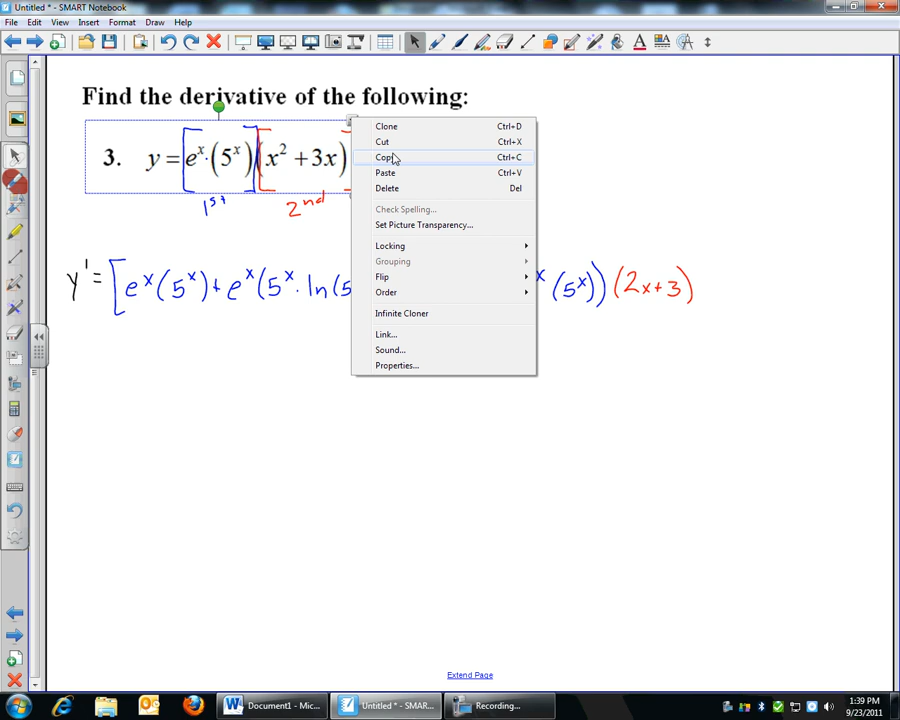 Untitled * - SMART Notebook
File Edit View Insert Format Draw Help
Find the derivative of the following:
3. y = [e^x·(5^x)] [(x^2 + 3x)
1st 2nd
Clone Ctrl+D
Cut Ctrl+X
Copy Ctrl+C
Paste Ctrl+V
Delete Del
Check Spelling...
Set Picture Transparency...
Locking
Grouping
Flip
Order
Infinite Cloner
Link...
Sound...
Properties...
y' = [e^x(5^x) + e^x(5^x · ln(5 ^x(5^x)) (2x+3)
Extend Page
Document1 - Mic... Untitled * - SMAR... Recording...
1:39 PM
9/23/2011